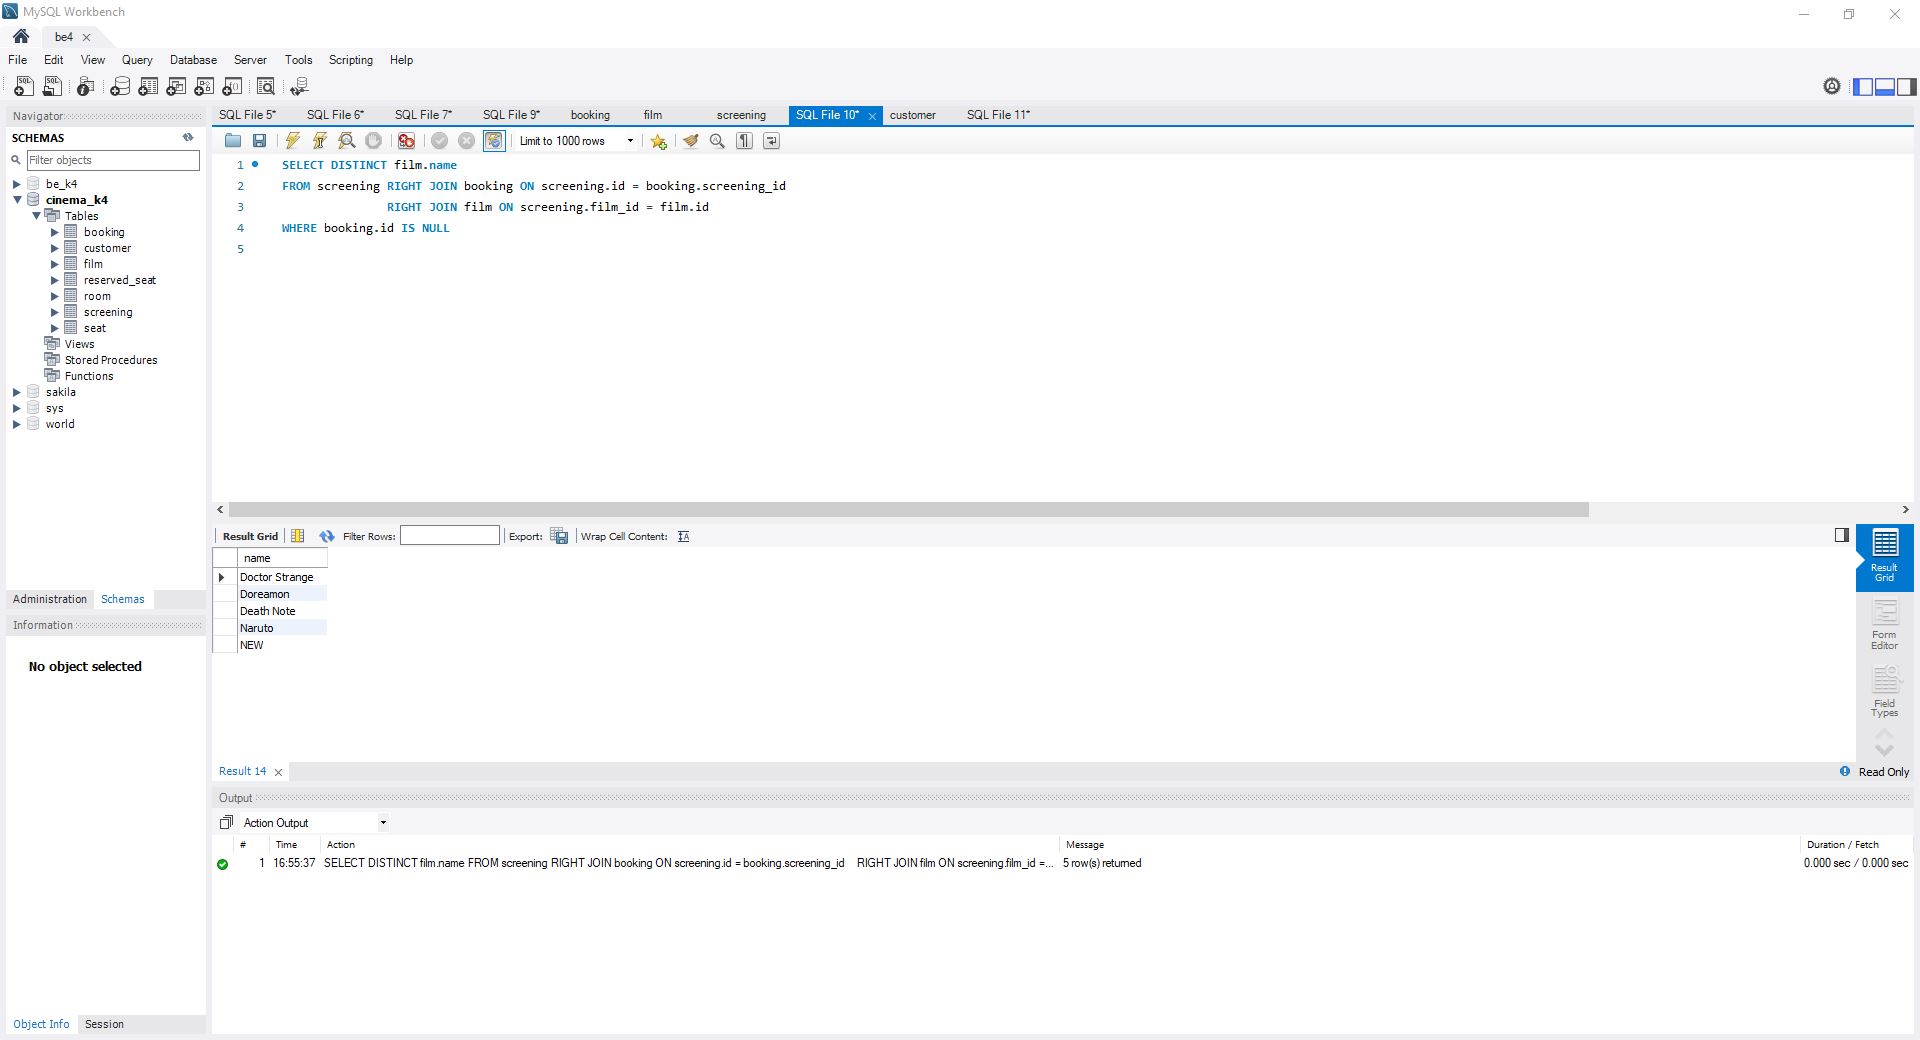 MySQL Workbench
be4
File Edit View Query Database Server Tools Scripting Help
Navigator
SCHEMAS
Filter objects
be_k4
cinema_k4
Tables
booking
customer
film
reserved_seat
room
screening
seat
Views
Stored Procedures
Functions
sakila
sys
world
Administration Schemas
Information
No object selected
Object Info Session
SQL File 5* SQL File 6* SQL File 7* SQL File 9* booking film screening SQL File 10* customer SQL File 11*
Limit to 1000 rows
1 SELECT DISTINCT film.name
2 FROM screening RIGHT JOIN booking ON screening.id = booking.screening_id
3 RIGHT JOIN film ON screening.film_id = film.id
4 WHERE booking.id IS NULL
5
Result Grid Filter Rows: Export: Wrap Cell Content:
name
Doctor Strange
Doreamon
Death Note
Naruto
NEW
Result
Grid
Form
Editor
Field
Types
Result 14 Read Only
Output
Action Output
# Time Action Message Duration / Fetch
1 16:55:37 SELECT DISTINCT film.name FROM screening RIGHT JOIN booking ON screening.id = booking.screening_id RIGHT JOIN film ON screening.film_id =... 5 row(s) returned 0.000 sec / 0.000 sec